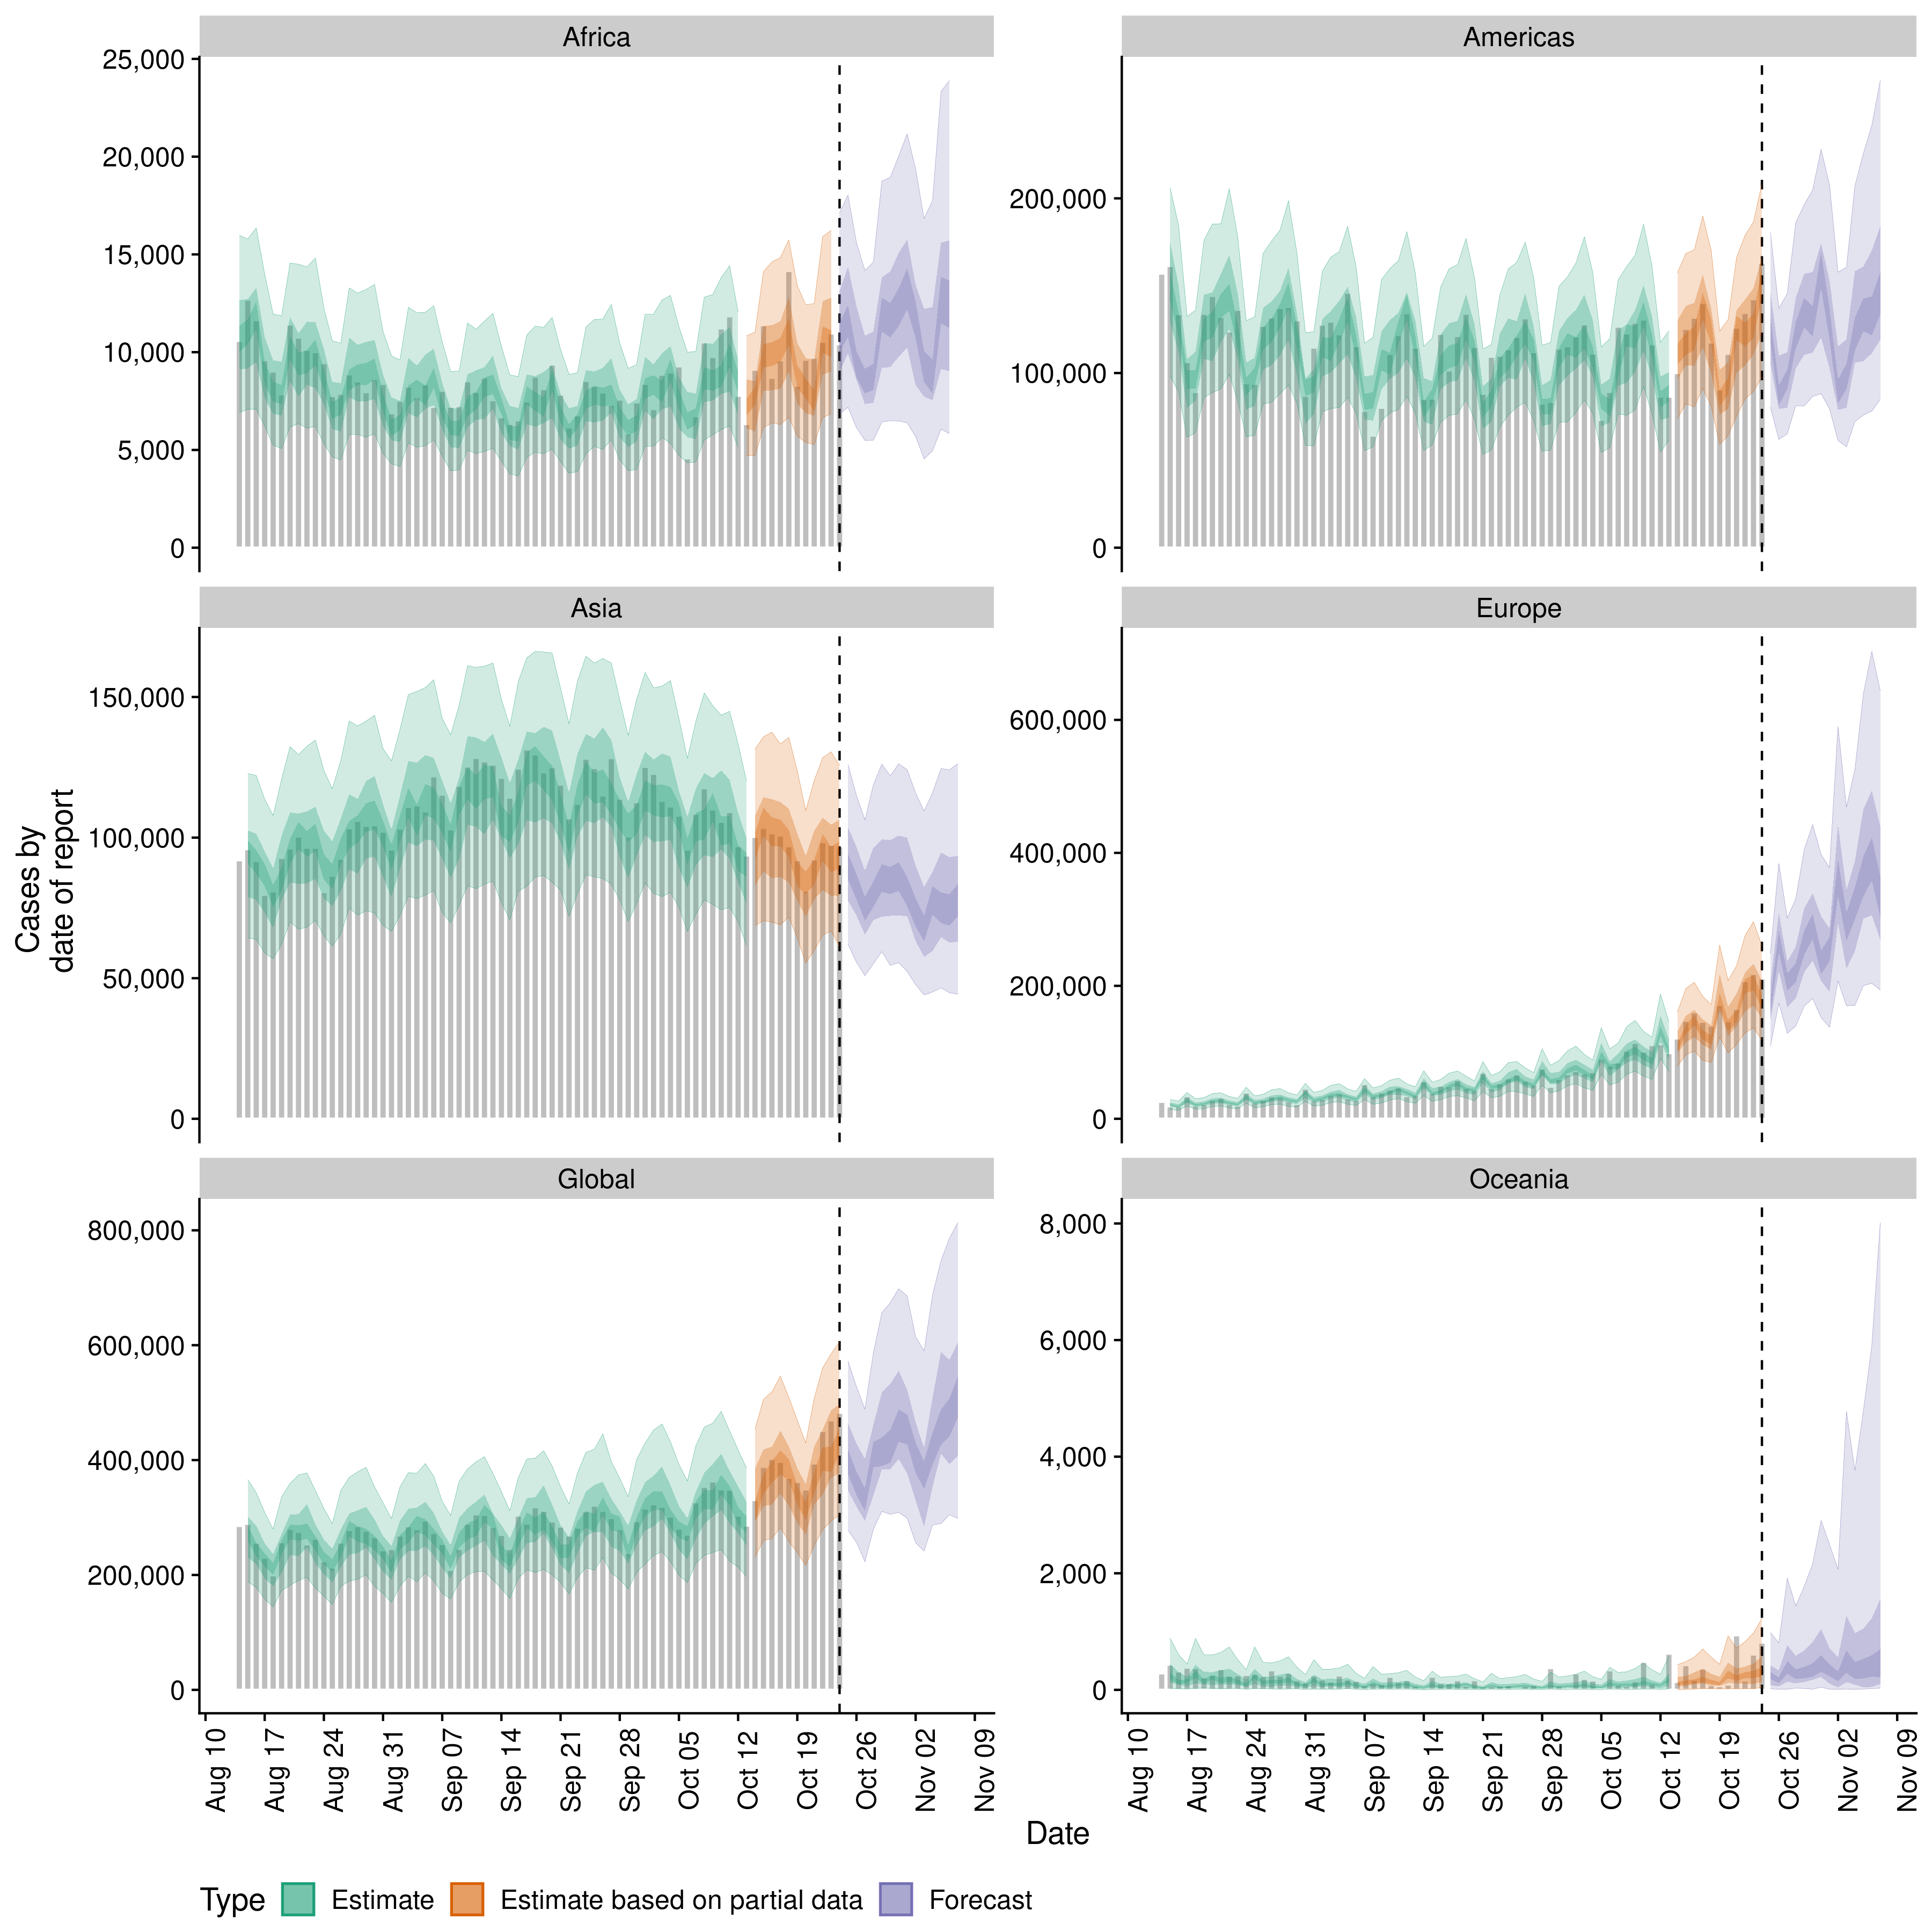 Africa
Americas
25,000
20,000
15,000
10,000
5,000
0
200,000
100,000
0
Asia
Europe
150,000
100,000
50,000
0
600,000
400,000
200,000
0
Cases by
date of report
Global
Oceania
800,000
600,000
400,000
200,000
0
8,000
6,000
4,000
2,000
0
Aug 10
Aug 17
Aug 24
Aug 31
Sep 07
Sep 14
Sep 21
Sep 28
Oct 05
Oct 12
Oct 19
Oct 26
Nov 02
Nov 09
Aug 10
Aug 17
Aug 24
Aug 31
Sep 07
Sep 14
Sep 21
Sep 28
Oct 05
Oct 12
Oct 19
Oct 26
Nov 02
Nov 09
Date
Type Estimate Estimate based on partial data Forecast